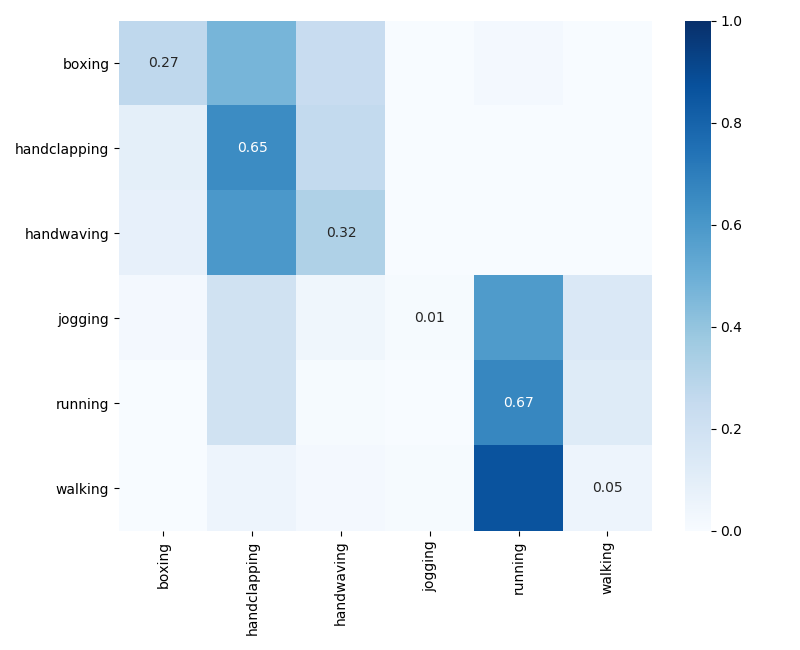 boxing
handclapping
handwaving
jogging
running
walking
0.27
0.65
0.32
0.01
0.67
0.05
boxing
handclapping
handwaving
jogging
running
walking
1.0
0.8
0.6
0.4
0.2
0.0